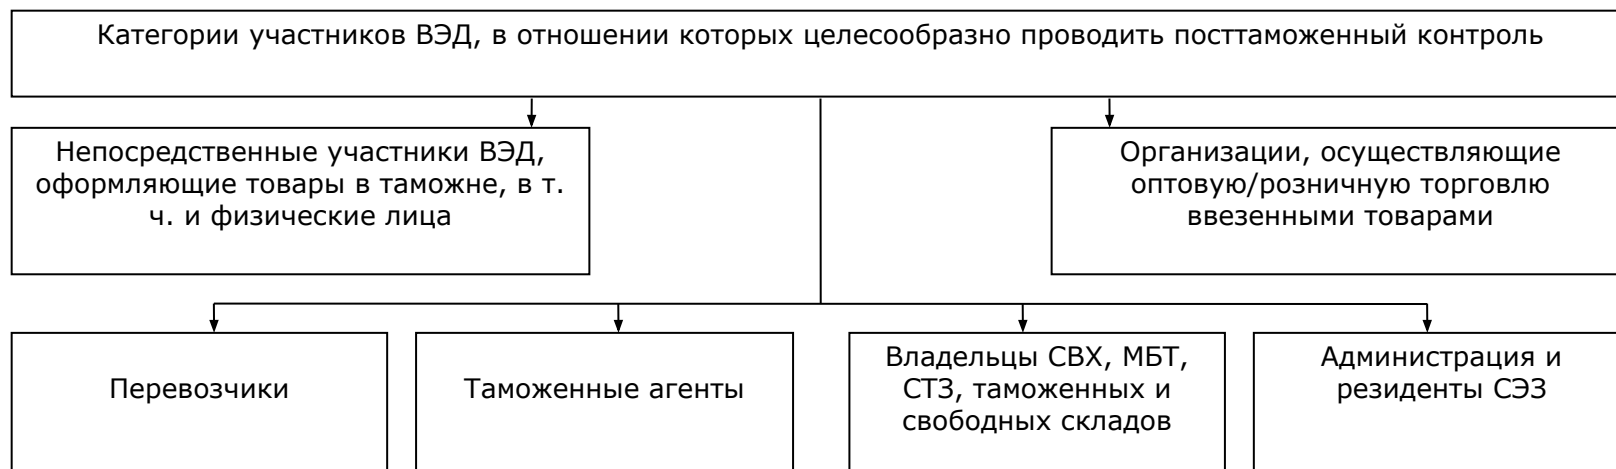 Категории участников ВЭД, в отношении которых целесообразно проводить посттаможенный контроль
Непосредственные участники ВЭД,
оформляющие товары в таможне, в т.
ч. и физические лица
Организации, осуществляющие
оптовую/розничную торговлю
ввезенными товарами
Перевозчики
Таможенные агенты
Владельцы СВХ, МБТ,
СТЗ, таможенных и
свободных складов
Администрация и
резиденты СЭЗ